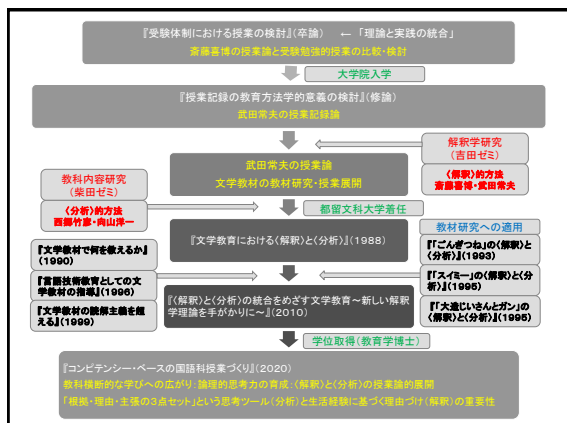 『受験体制における授業の検討』(卒論)　←「理論と実践の統合」
斎藤喜博の授業論と受験勉強的授業の比較・検討
大学院入学
『授業記録の教育方法学的意義の検討』(修論)
武田常夫の授業記録論
解釈学研究
(吉田ゼミ)
〈解釈〉的方法
斎藤喜博・武田常夫
武田常夫の授業論
文学教材の教材研究・授業展開
教科内容研究
(柴田ゼミ)
〈分析〉的方法
西郷竹彦・向山洋一
都留文科大学着任
『文学教育における〈解釈〉と〈分析〉』(1988)
教材研究への適用
『「ごんぎつね」の〈解釈〉と
〈分析〉』(1993)
『「スイミー」の〈解釈〉と〈分
析〉』(1995)
『「大造じいさんとガン」の
〈解釈〉と〈分析〉』(1995)
『文学教材で何を教えるか』
(1990)
『言語技術教育としての文
学教材の指導』(1996)
『文学教材の読解主義を超
える』(1999)
『〈解釈〉と〈分析〉の統合をめざす文学教育～新しい解釈
学理論を手がかりに～』(2010)
学位取得(教育学博士)
『コンピテンシー・ベースの国語科授業づくり』(2020)
教科横断的な学びへの広がり：論理的思考力の育成：〈解釈〉と〈分析〉の授業論的展開
「根拠・理由・主張の３点セット」という思考ツール(分析)と生活経験に基づく理由づけ(解釈)の重要性